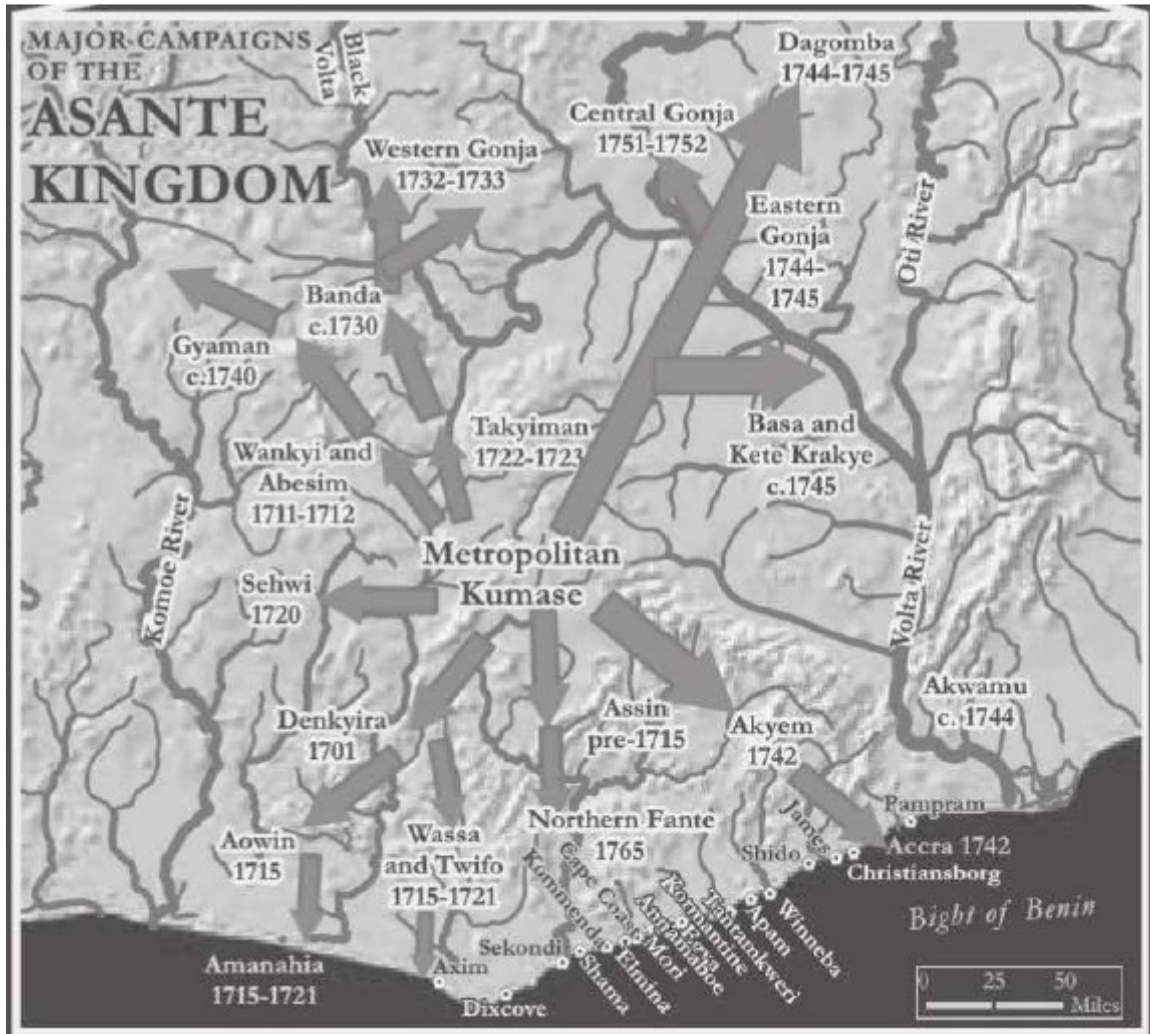 MAJOR CAMPAIGNS
OF THE
ASANTE
KINGDOM
Black
Volta
Dagomba
1744-1745
Central Gonja
1751-1752
Western Gonja
1732-1733
Eastern
Gonja
1744-
1745
Oti River
Banda
c.1730
Gyaman
c.1740
Takyiman
1722-1723
Basa and
Kete Krakye
c.1745
Wankyi and
Abesim
1711-1712
Komoe River
Metropolitan
Kumase
Volta River
Sehwi
1720
Denkyira
1701
Assin
pre-1715
Akyem
1742
Akwamu
c. 1744
Aowin
1715
Wassa
and Twifo
1715-1721
Northern Fante
1765
Pampram
James
Shido
Accra 1742
Christiansborg
Bight of Benin
Amanahia
1715-1721
Axim
Dixcove
Sekondi
Shama
Kommenda
Elmina
Cape Coast
Mori
Anamaboe
Egya
Kormantine
Tantamkweri
Apam
Winneba
0 25 50
Miles